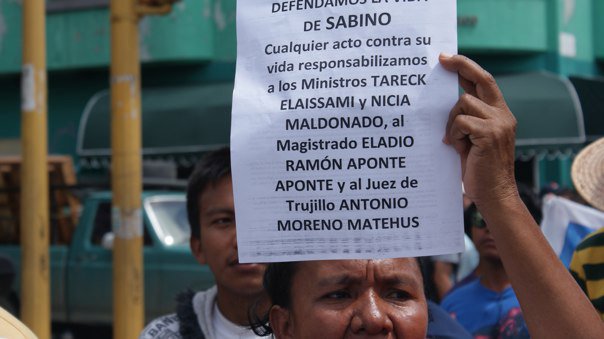 DEFENDAMOS LA VIDA
DE SABINO
Cualquier acto contra su
vida responsabilizamos
a los Ministros TARECK
ELAISSAMI y NICIA
MALDONADO, al
Magistrado ELADIO
RAMÓN APONTE
APONTE y al Juez de
Trujillo ANTONIO
MORENO MATEHUS